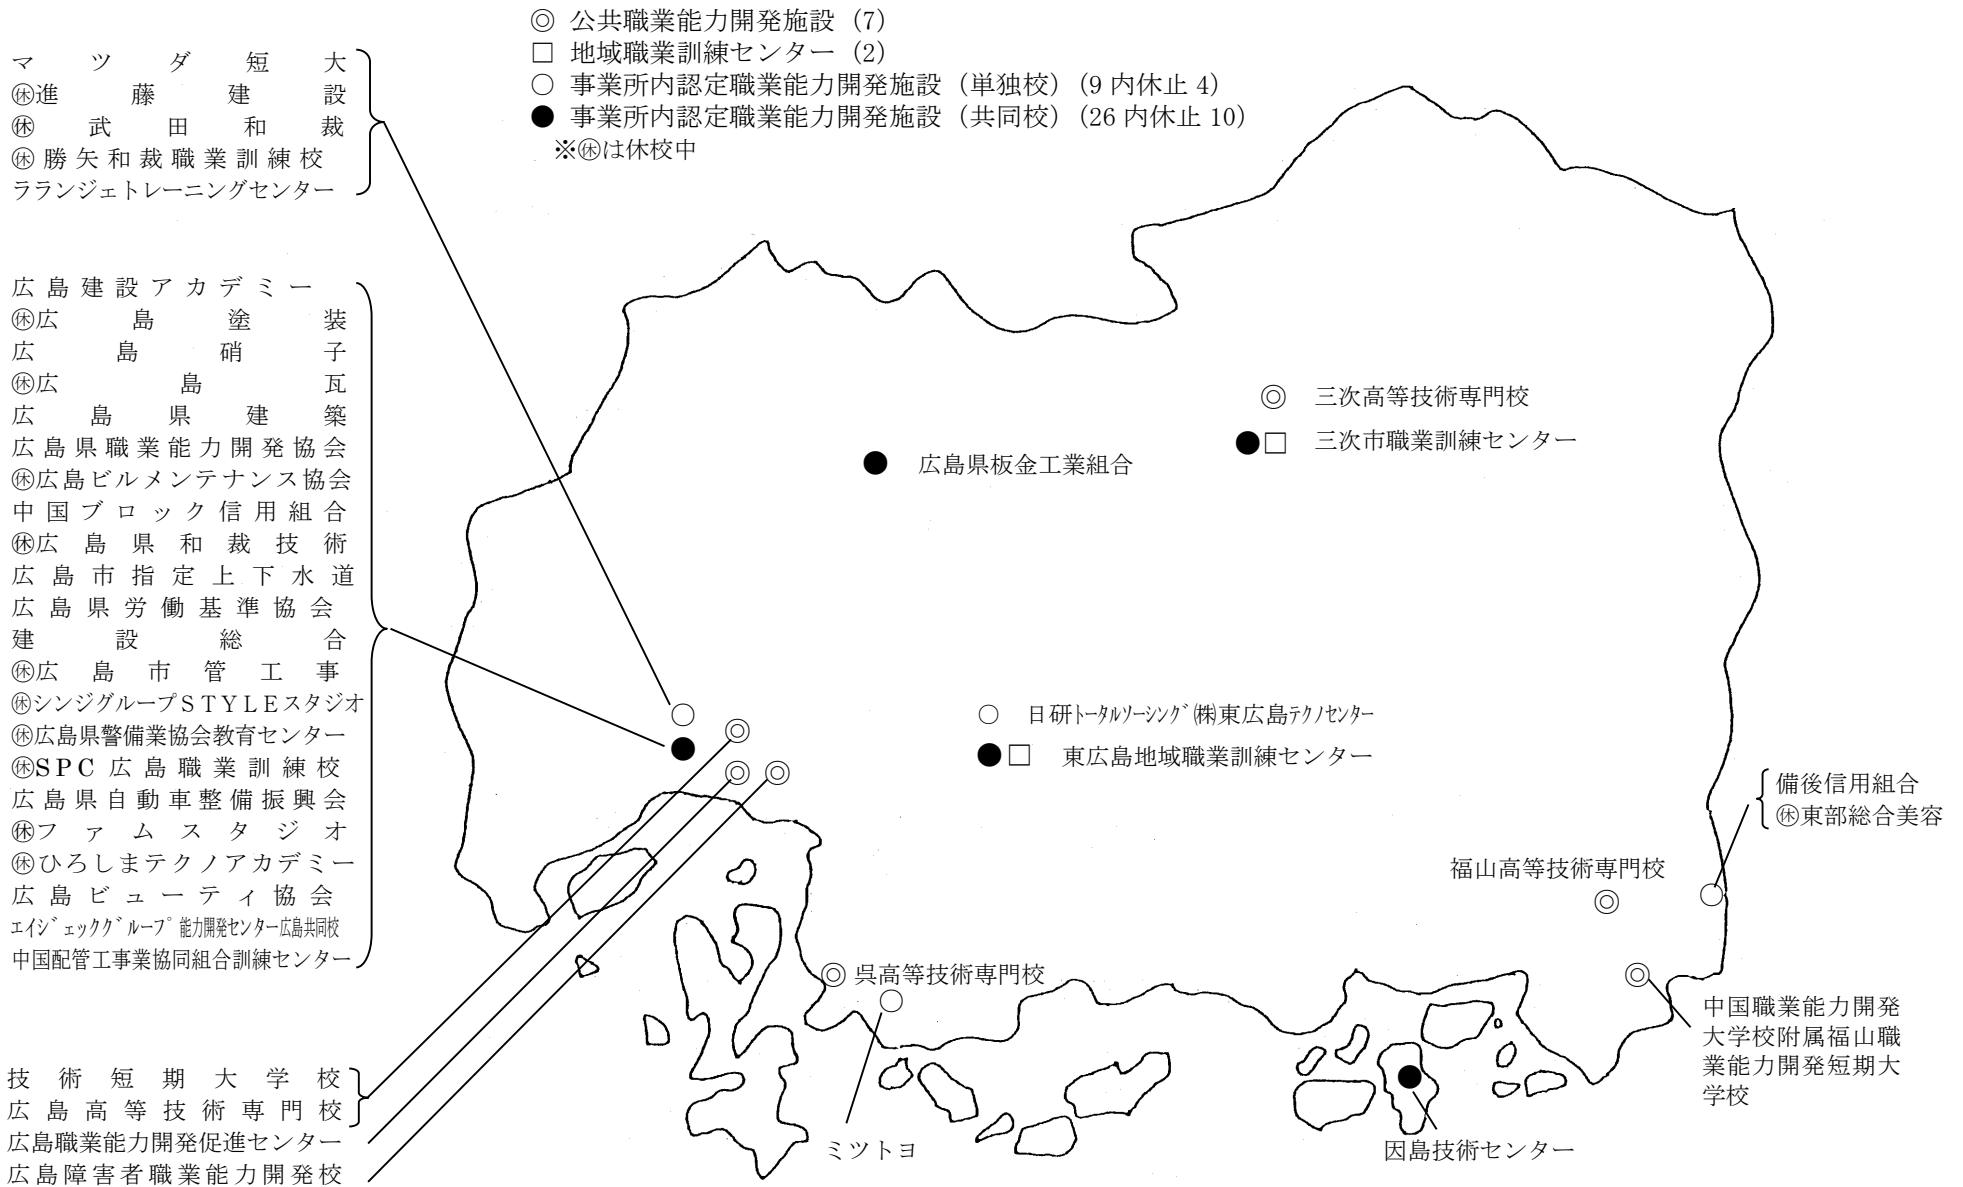 ◎ 公共職業能力開発施設 (7)
□ 地域職業訓練センター (2)
○ 事業所内認定職業能力開発施設（単独校）(9 内休止 4)
● 事業所内認定職業能力開発施設（共同校）(26 内休止 10)
※㊡は休校中
マツダ短大
㊡進藤建設
㊡武田和裁
㊡勝矢和裁職業訓練校
ラランジェトレーニングセンター
広島建設アカデミー
㊡広島塗装
広島硝子
㊡広島瓦
広島県建築
広島県職業能力開発協会
㊡広島ビルメンテナンス協会
中国ブロック信用組合
㊡広島県和裁技術
広島市指定上下水道
広島県労働基準協会
建設総合
㊡広島市管工事
㊡シンジグループSTYLEスタジオ
㊡広島県警備業協会教育センター
㊡SPC広島職業訓練校
広島県自動車整備振興会
㊡ファムスタジオ
㊡ひろしまテクノアカデミー
広島ビューティ協会
エイジェックグループ能力開発センター広島共同校
中国配管工事業協同組合訓練センター
技術短期大学校
広島高等技術専門校
広島職業能力開発促進センター
広島障害者職業能力開発校
◎ 三次高等技術専門校
●□ 三次市職業訓練センター
● 広島県板金工業組合
○ 日研トータルソーシング㈱東広島テクノセンター
●□ 東広島地域職業訓練センター
備後信用組合
㊡東部総合美容
福山高等技術専門校
◎ 呉高等技術専門校
中国職業能力開発
大学校附属福山職
業能力開発短期大
学校
ミツトヨ
因島技術センター